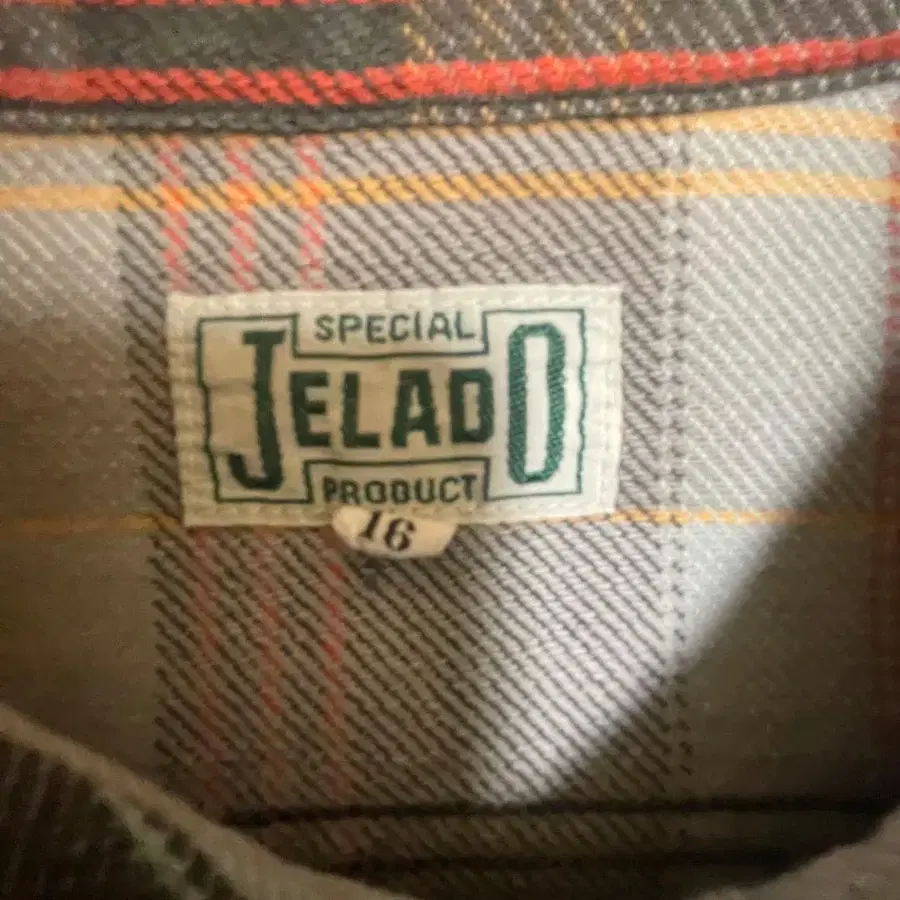 SPECIAL
JELADO
PRODUCT
16